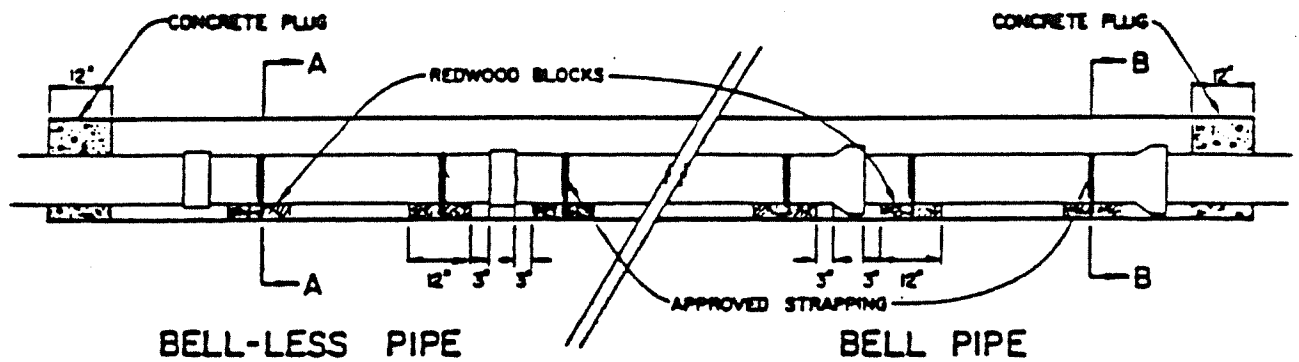 CONCRETE PLUG
CONCRETE PLUG
12"
A
REDWOOD BLOCKS
B
12"
A
12"
3"
3"
APPROVED STRAPPING
3"
3"
12"
B
BELL-LESS PIPE
BELL PIPE